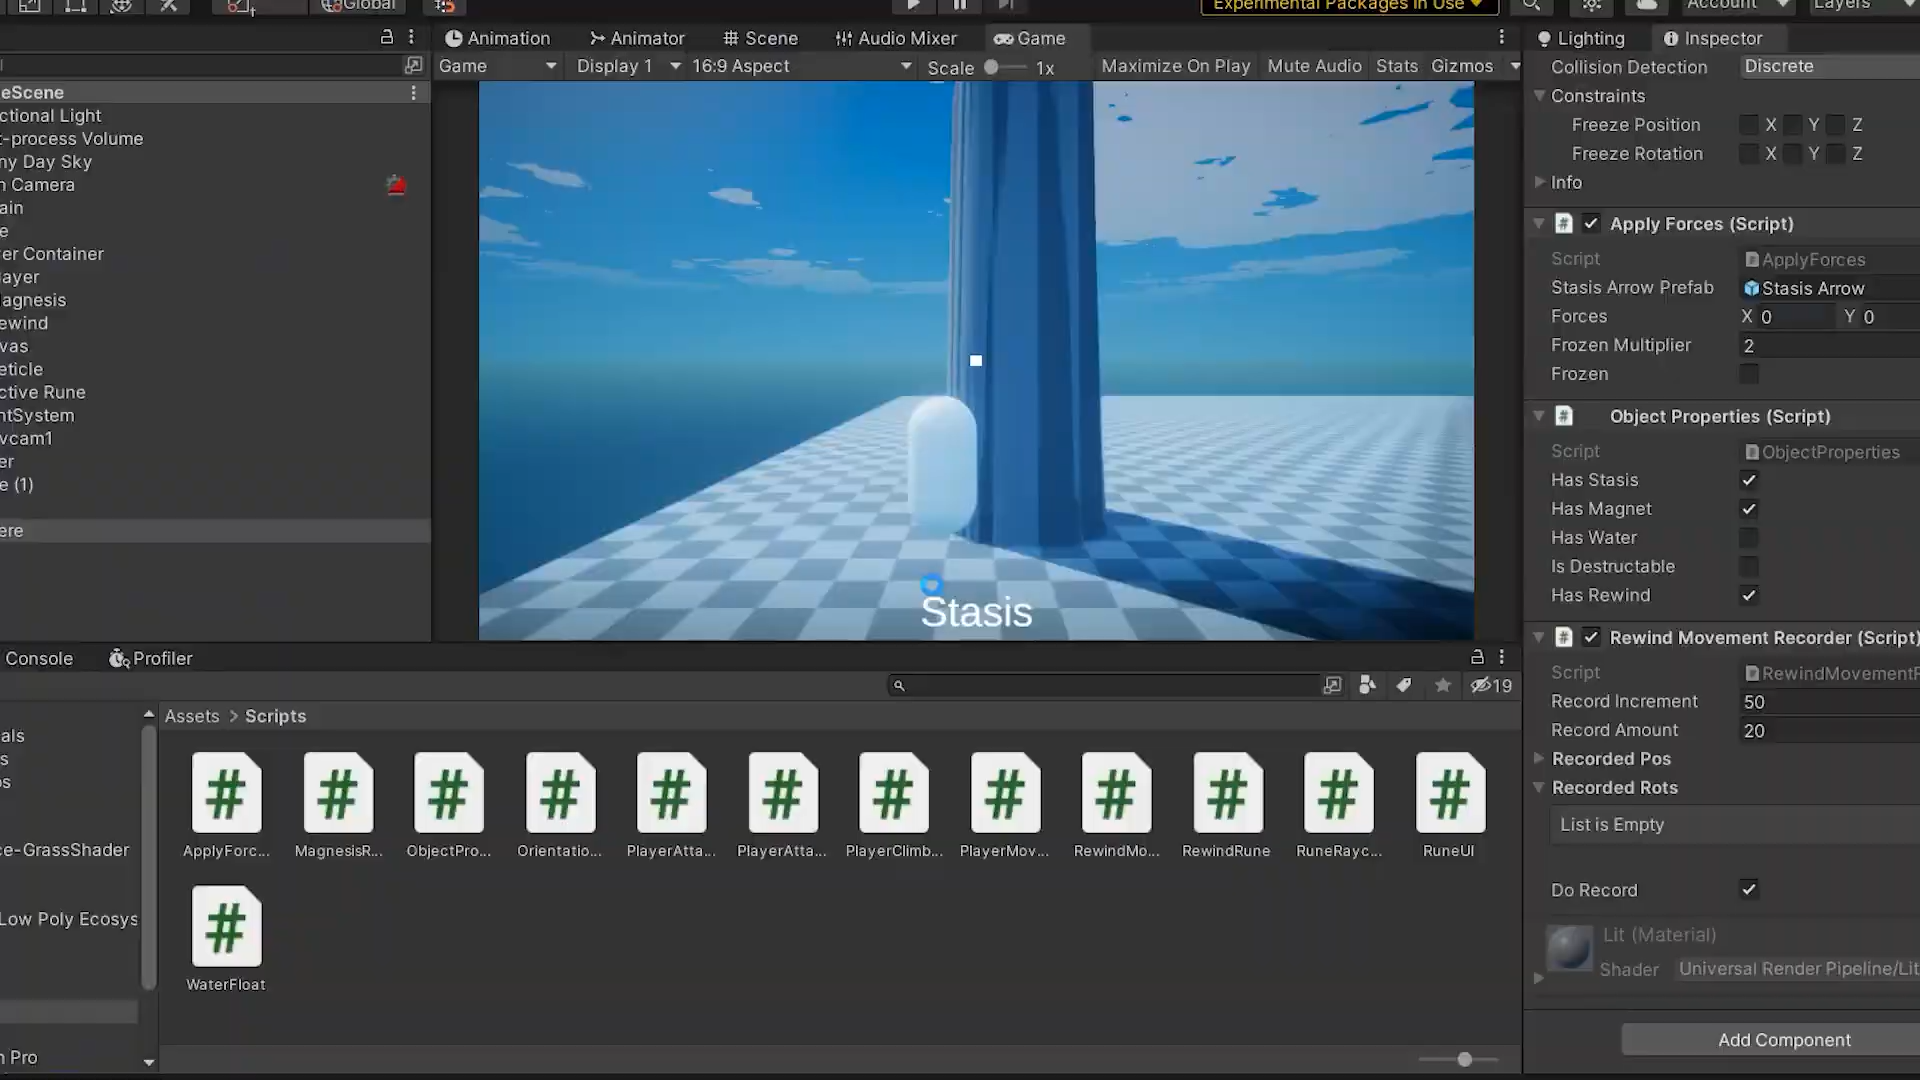 Global
Experimental Packages In Use
Account
Layers
Animation
Animator
Scene
Audio Mixer
Game
Lighting
Inspector
Game
Display 1
16:9 Aspect
Scale
1x
Maximize On Play
Mute Audio
Stats
Gizmos
eScene
ctional Light
t-process Volume
ny Day Sky
n Camera
ain
e
er Container
layer
agnesis
ewind
vas
eticle
ctive Rune
ntSystem
vcam1
er
e (1)
ere
Stasis
Collision Detection
Discrete
Constraints
Freeze Position
X Y Z
Freeze Rotation
X Y Z
Info
# Apply Forces (Script)
Script
ApplyForces
Stasis Arrow Prefab
Stasis Arrow
Forces
X 0 Y 0
Frozen Multiplier
2
Frozen
# Object Properties (Script)
Script
ObjectProperties
Has Stasis
Has Magnet
Has Water
Is Destructable
Has Rewind
# Rewind Movement Recorder (Script)
Script
RewindMovementR
Record Increment
50
Record Amount
20
Recorded Pos
Recorded Rots
List is Empty
Do Record
Lit (Material)
Shader
Universal Render Pipeline/Lit
Add Component
Console
Profiler
19
Assets > Scripts
als
s
os
ce-GrassShader
Low Poly Ecosys
n Pro
# # # # # # # # # # # #
ApplyForc...
MagnesisR...
ObjectPro...
Orientatio...
PlayerAtta...
PlayerAtta...
PlayerClimb...
PlayerMov...
RewindMo...
RewindRune
RuneRayc...
RuneUI
#
WaterFloat